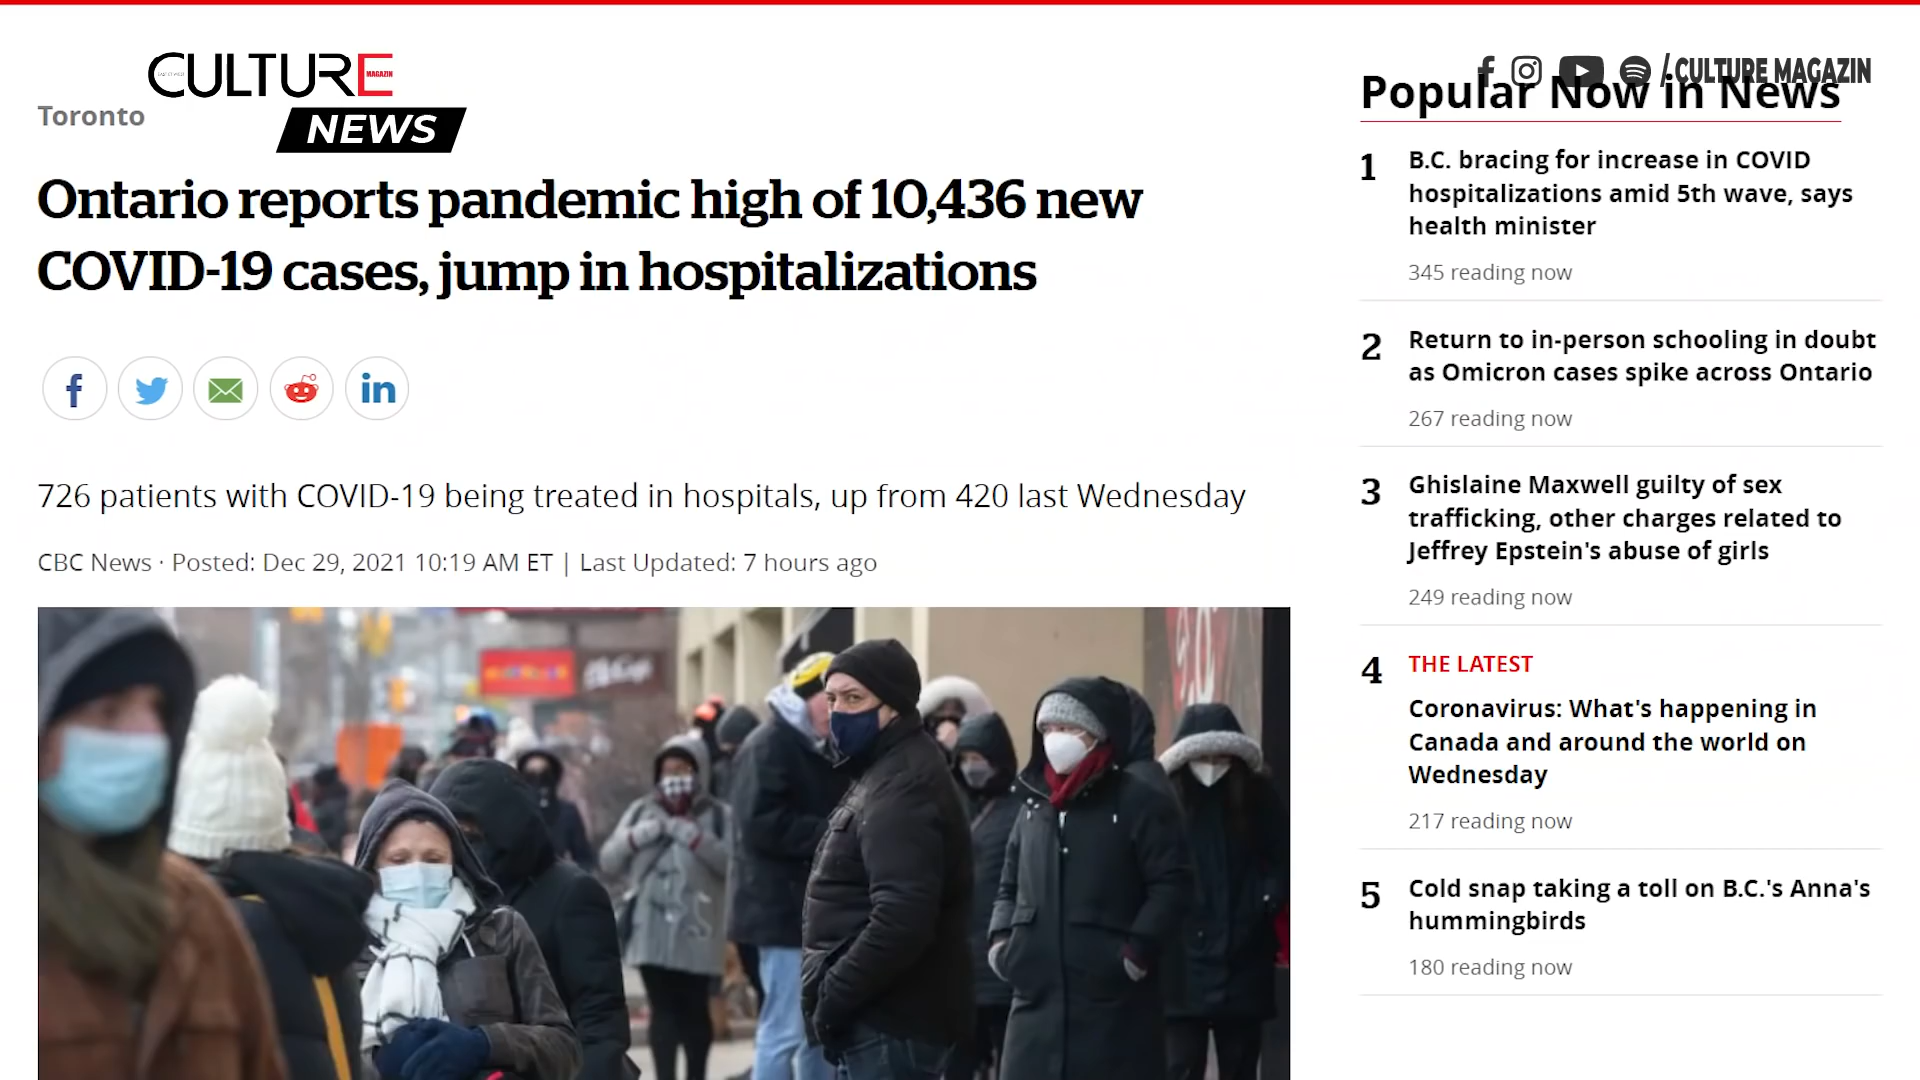 CULTURE
MAGAZIN
NEWS
/CULTURE MAGAZIN
Toronto
Ontario reports pandemic high of 10,436 new
COVID-19 cases, jump in hospitalizations
726 patients with COVID-19 being treated in hospitals, up from 420 last Wednesday
CBC News · Posted: Dec 29, 2021 10:19 AM ET | Last Updated: 7 hours ago
Popular Now in News
1
B.C. bracing for increase in COVID
hospitalizations amid 5th wave, says
health minister
345 reading now
2
Return to in-person schooling in doubt
as Omicron cases spike across Ontario
267 reading now
3
Ghislaine Maxwell guilty of sex
trafficking, other charges related to
Jeffrey Epstein's abuse of girls
249 reading now
4
THE LATEST
Coronavirus: What's happening in
Canada and around the world on
Wednesday
217 reading now
5
Cold snap taking a toll on B.C.'s Anna's
hummingbirds
180 reading now